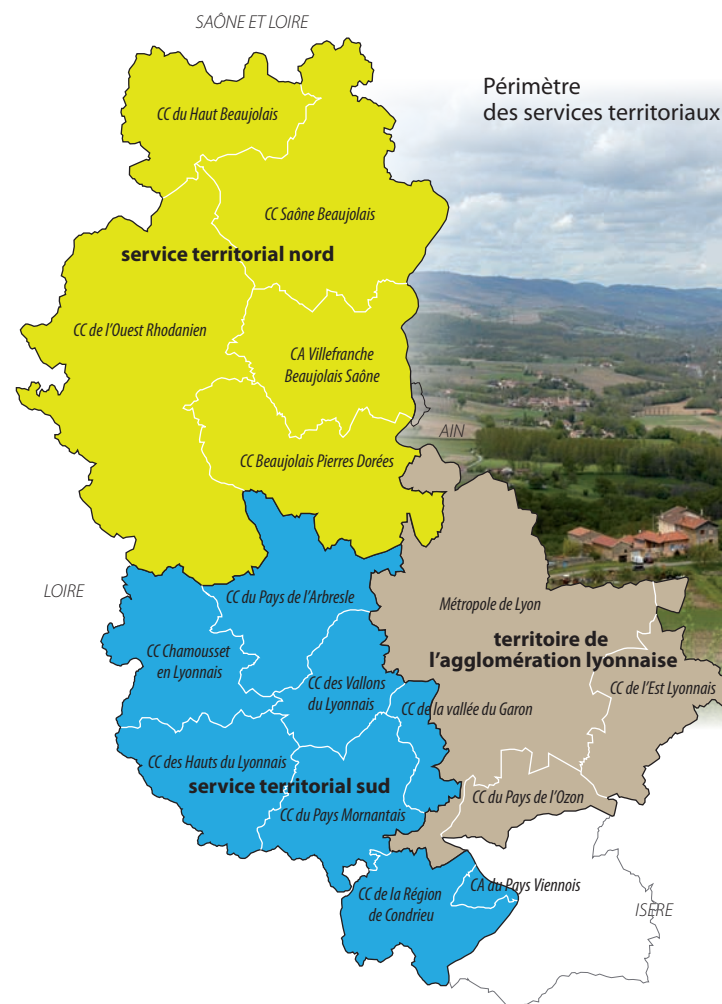 SAÔNE ET LOIRE
Périmètre
des services territoriaux
CC du Haut Beaujolais
CC Saône Beaujolais
service territorial nord
CC de l'Ouest Rhodanien
CA Villefranche
Beaujolais Saône
AIN
CC Beaujolais Pierres Dorées
LOIRE
CC du Pays de l'Arbresle
Métropole de Lyon
territoire de
l'agglomération lyonnaise
CC Chamousset
en Lyonnais
CC des Vallons
du Lyonnais
CC de l'Est Lyonnais
CC de la vallée du Garon
CC des Hauts du Lyonnais
service territorial sud
CC du Pays de l'Ozon
CC du Pays Mornantais
CC de la Région
de Condrieu
CA du Pays Viennois
ISÈRE